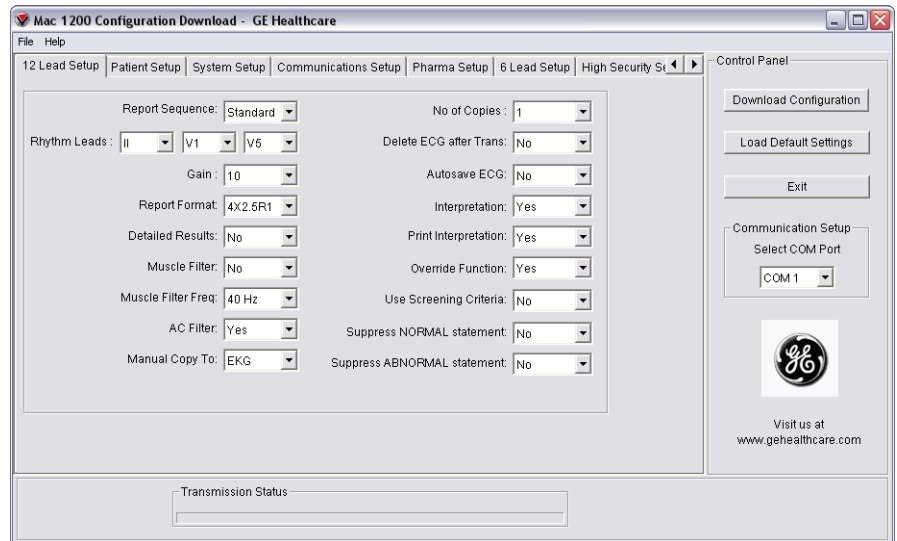 Mac 1200 Configuration Download - GE Healthcare
File Help
12 Lead Setup Patient Setup System Setup Communications Setup Pharma Setup 6 Lead Setup High Security Se
Report Sequence: Standard
Rhythm Leads : II V1 V5
Gain : 10
Report Format: 4X2.5R1
Detailed Results: No
Muscle Filter: No
Muscle Filter Freq: 40 Hz
AC Filter: Yes
Manual Copy To: EKG
No of Copies : 1
Delete ECG after Trans: No
Autosave ECG: No
Interpretation: Yes
Print Interpretation: Yes
Override Function: Yes
Use Screening Criteria: No
Suppress NORMAL statement: No
Suppress ABNORMAL statement: No
Control Panel
Download Configuration
Load Default Settings
Exit
Communication Setup
Select COM Port
COM 1
GE
Visit us at
www.gehealthcare.com
Transmission Status